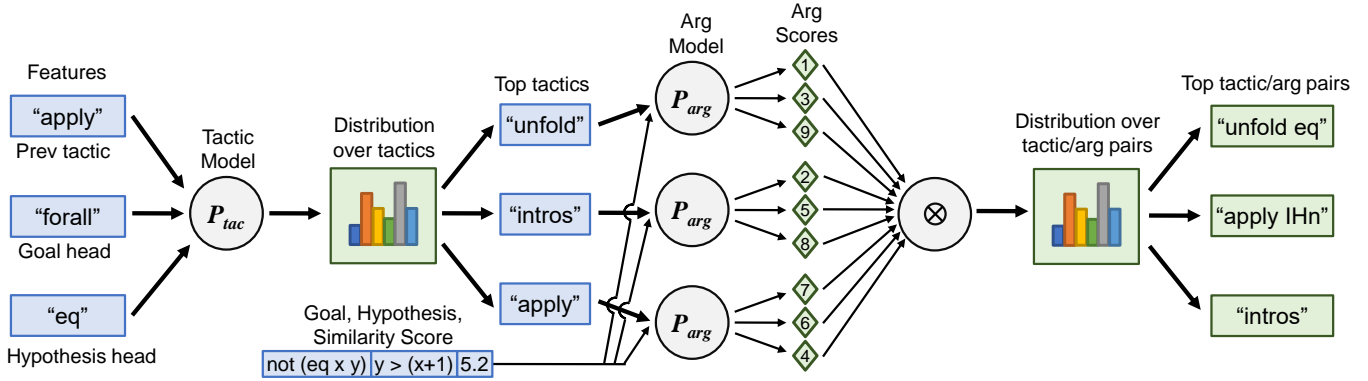 Features
“apply”
Prev tactic
“forall”
Goal head
“eq”
Hypothesis head
Tactic
Model
P_tac
Distribution
over tactics
Top tactics
“unfold”
“intros”
“apply”
Goal, Hypothesis,
Similarity Score
not (eq x y) y > (x+1) 5.2
Arg
Model
P_arg
P_arg
P_arg
Arg
Scores
1
3
9
2
5
8
7
6
4
⊗
Distribution over
tactic/arg pairs
Top tactic/arg pairs
“unfold eq”
“apply IHn”
“intros”